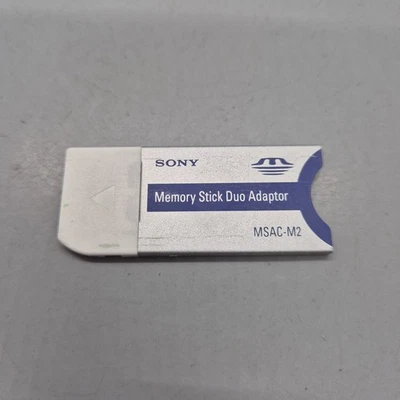 SONY
Memory Stick Duo Adaptor
MSAC-M2